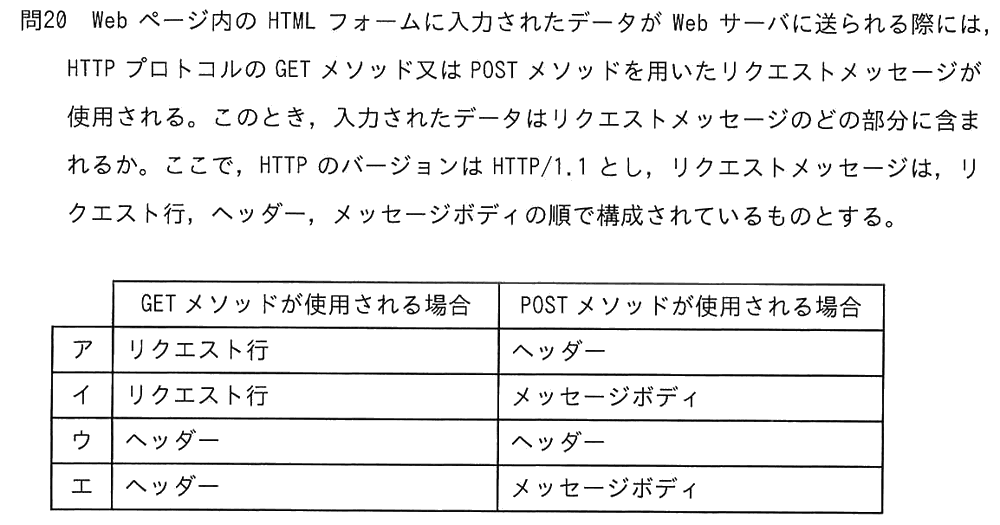 問20 Web ページ内の HTML フォームに入力されたデータが Web サーバに送られる際には，
HTTP プロトコルの GET メソッド又は POST メソッドを用いたリクエストメッセージが
使用される。このとき，入力されたデータはリクエストメッセージのどの部分に含ま
れるか。ここで，HTTP のバージョンは HTTP/1.1 とし，リクエストメッセージは，リ
クエスト行，ヘッダー，メッセージボディの順で構成されているものとする。
GET メソッドが使用される場合 POST メソッドが使用される場合
ア リクエスト行 ヘッダー
イ リクエスト行 メッセージボディ
ウ ヘッダー ヘッダー
エ ヘッダー メッセージボディ